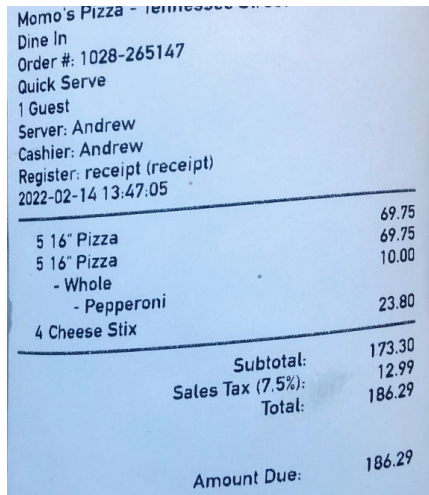 Momo's Pizza - Tennessee Street
Dine In
Order #: 1028-265147
Quick Serve
1 Guest
Server: Andrew
Cashier: Andrew
Register: receipt (receipt)
2022-02-14 13:47:05
5 16" Pizza 69.75
5 16" Pizza 69.75
- Whole 10.00
- Pepperoni
4 Cheese Stix 23.80
Subtotal: 173.30
Sales Tax (7.5%): 12.99
Total: 186.29
Amount Due: 186.29